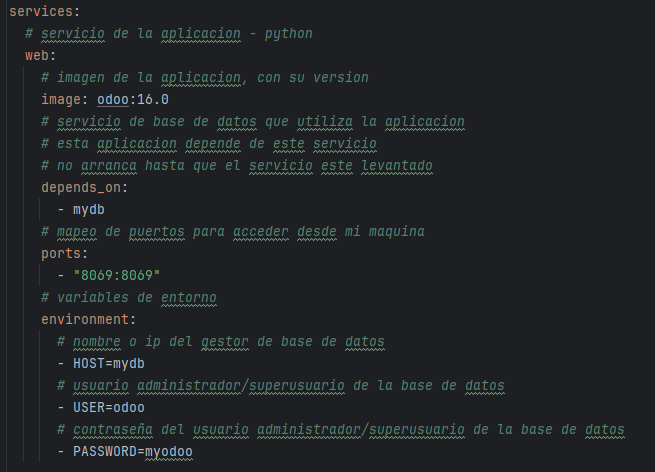 services:
# servicio de la aplicacion - python
web:
# imagen de la aplicacion, con su version
image: odoo:16.0
# servicio de base de datos que utiliza la aplicacion
# esta aplicacion depende de este servicio
# no arranca hasta que el servicio este levantado
depends_on:
- mydb
# mapeo de puertos para acceder desde mi maquina
ports:
- "8069:8069"
# variables de entorno
environment:
# nombre o ip del gestor de base de datos
- HOST=mydb
# usuario administrador/superusuario de la base de datos
- USER=odoo
# contraseña del usuario administrador/superusuario de la base de datos
- PASSWORD=myodoo